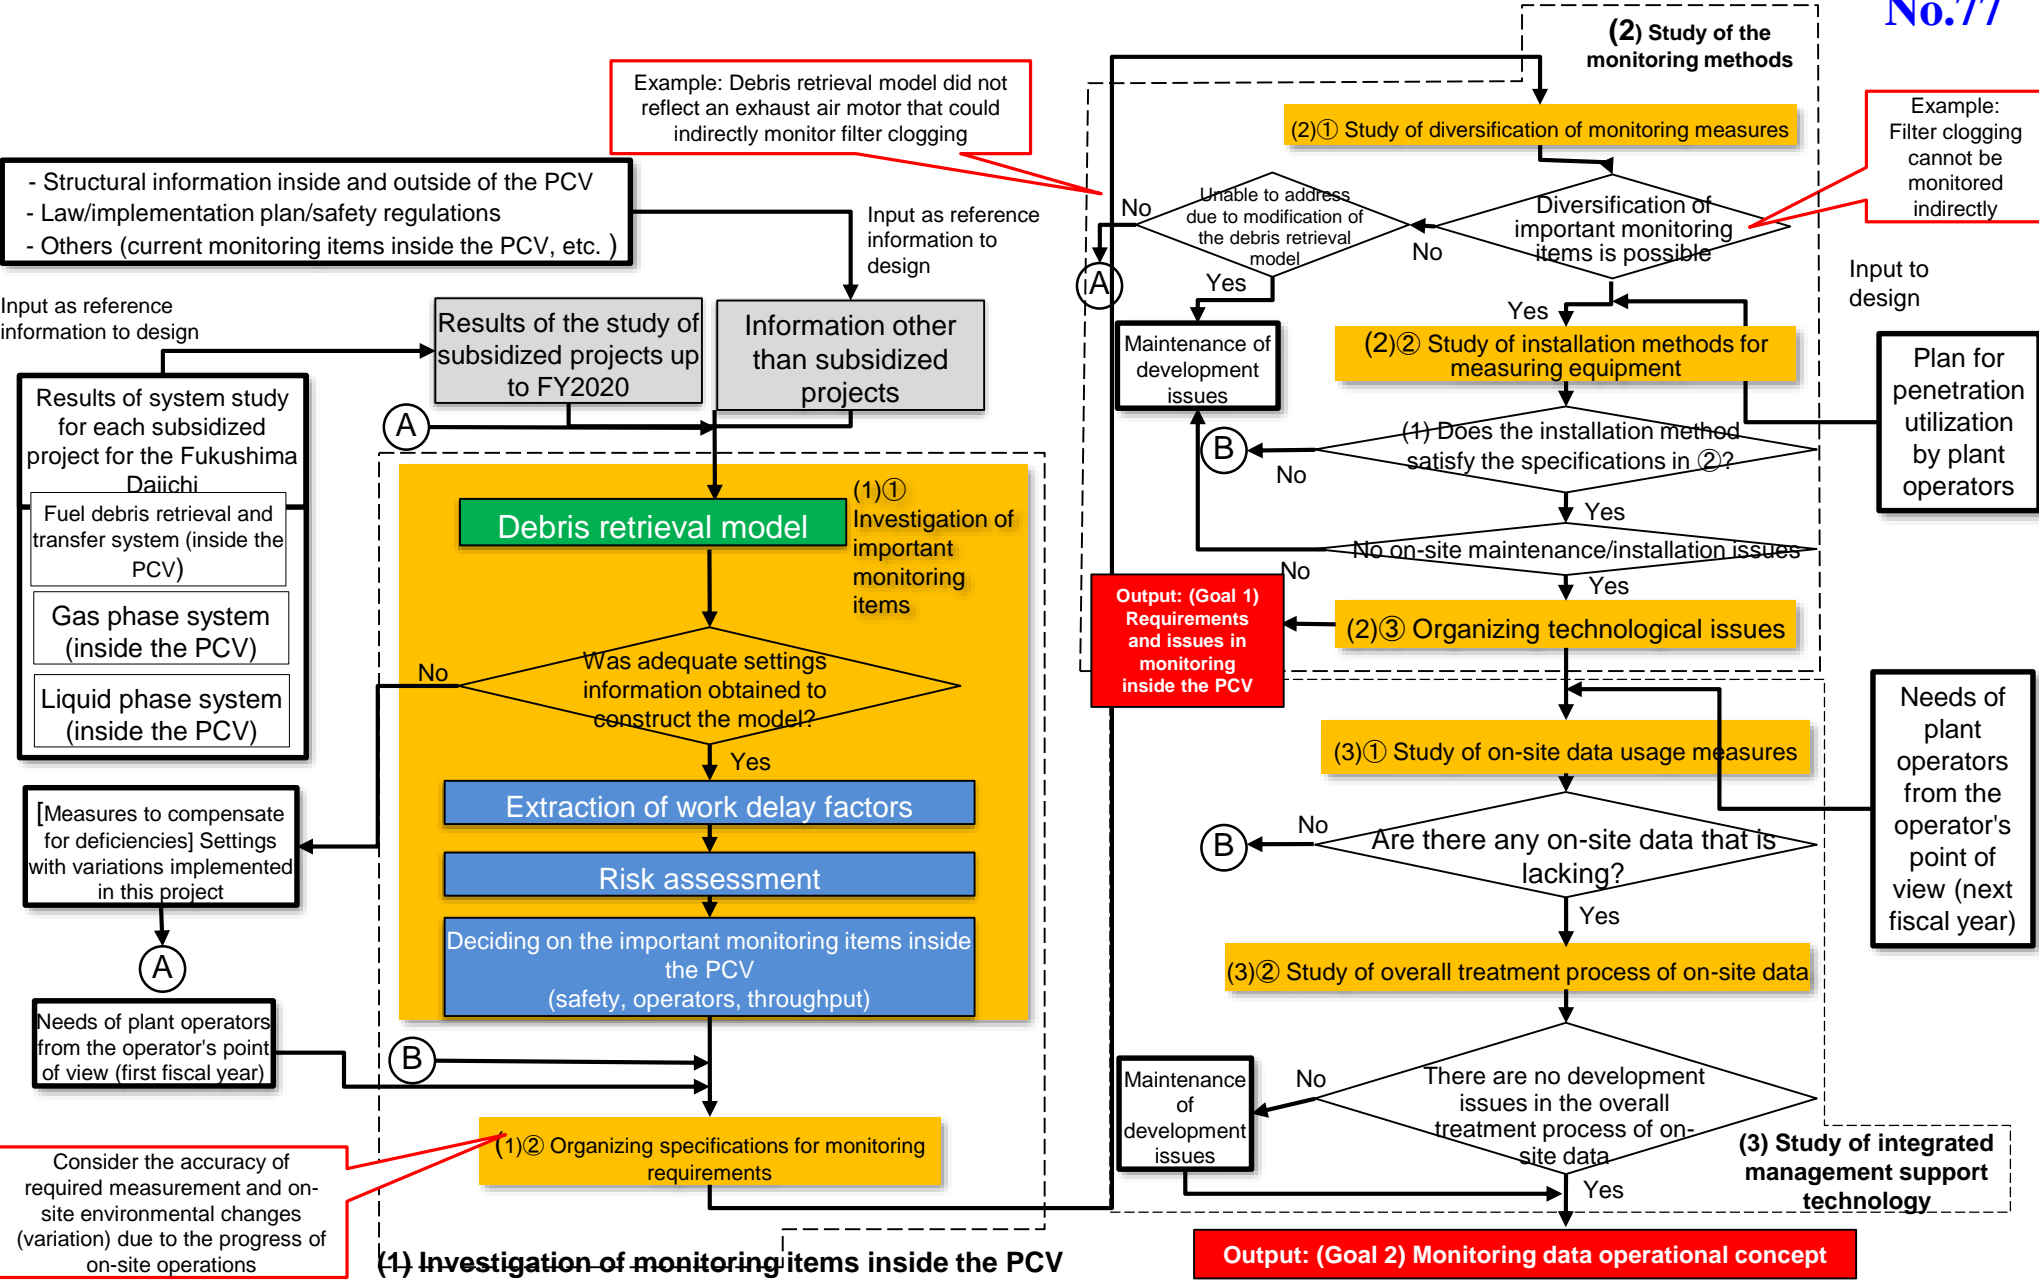 No.77
- Structural information inside and outside of the PCV
- Law/implementation plan/safety regulations
- Others (current monitoring items inside the PCV, etc. )
Input as reference
information to
design
Input as reference
information to design
Results of the study of
subsidized projects up
to FY2020
Information other
than subsidized
projects
Results of system study
for each subsidized
project for the Fukushima
Daiichi
Fuel debris retrieval and
transfer system (inside the
PCV)
Gas phase system
(inside the PCV)
Liquid phase system
(inside the PCV)
A
Debris retrieval model
(1)①
Investigation of
important
monitoring
items
Was adequate settings
information obtained to
construct the model?
No
Yes
[Measures to compensate
for deficiencies] Settings
with variations implemented
in this project
A
Extraction of work delay factors
Risk assessment
Deciding on the important monitoring items inside
the PCV
(safety, operators, throughput)
Needs of plant operators
from the operator's point
of view (first fiscal year)
B
(1)② Organizing specifications for monitoring
requirements
Consider the accuracy of
required measurement and on-
site environmental changes
(variation) due to the progress of
on-site operations
(1) Investigation of monitoring items inside the PCV
Example: Debris retrieval model did not
reflect an exhaust air motor that could
indirectly monitor filter clogging
(2) Study of the
monitoring methods
(2)① Study of diversification of monitoring measures
Example:
Filter clogging
cannot be
monitored
indirectly
Diversification of
important monitoring
items is possible
No
Unable to address
due to modification of
the debris retrieval
model
No
A
Yes
Maintenance of
development
issues
Yes
Input to
design
Plan for
penetration
utilization
by plant
operators
(2)② Study of installation methods for
measuring equipment
(1) Does the installation method
satisfy the specifications in ②?
B
No
Yes
No on-site maintenance/installation issues
No
Yes
(2)③ Organizing technological issues
Output: (Goal 1)
Requirements
and issues in
monitoring
inside the PCV
Needs of
plant
operators
from the
operator's
point of
view (next
fiscal year)
(3)① Study of on-site data usage measures
Are there any on-site data that is
lacking?
No
B
Yes
(3)② Study of overall treatment process of on-site data
There are no development
issues in the overall
treatment process of on-
site data
No
Maintenance
of
development
issues
Yes
(3) Study of integrated
management support
technology
Output: (Goal 2) Monitoring data operational concept